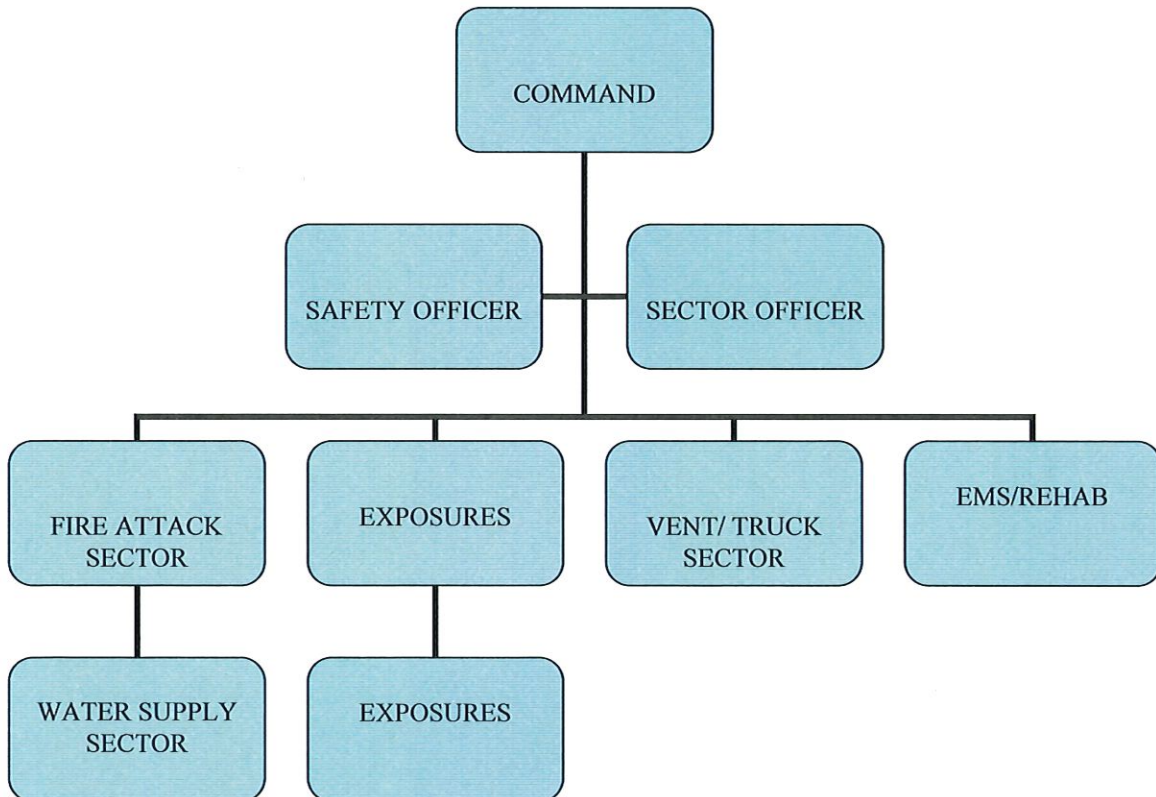 COMMAND
SAFETY OFFICER
SECTOR OFFICER
FIRE ATTACK
SECTOR
EXPOSURES
VENT/ TRUCK
SECTOR
EMS/REHAB
WATER SUPPLY
SECTOR
EXPOSURES